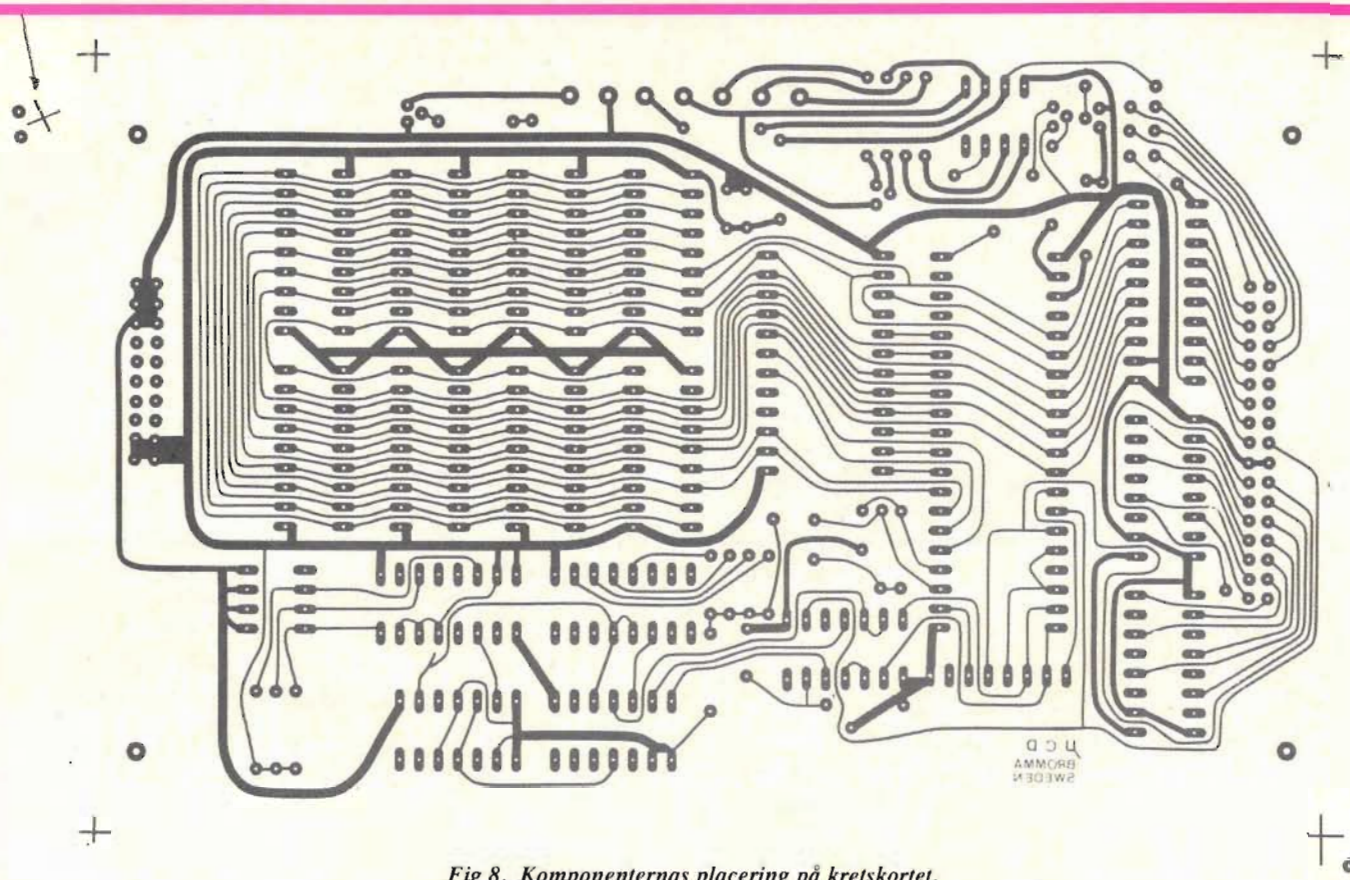 µ C D
BROMMA
SWEDEN
Fig 8. Komponenternas placering på kretskortet.